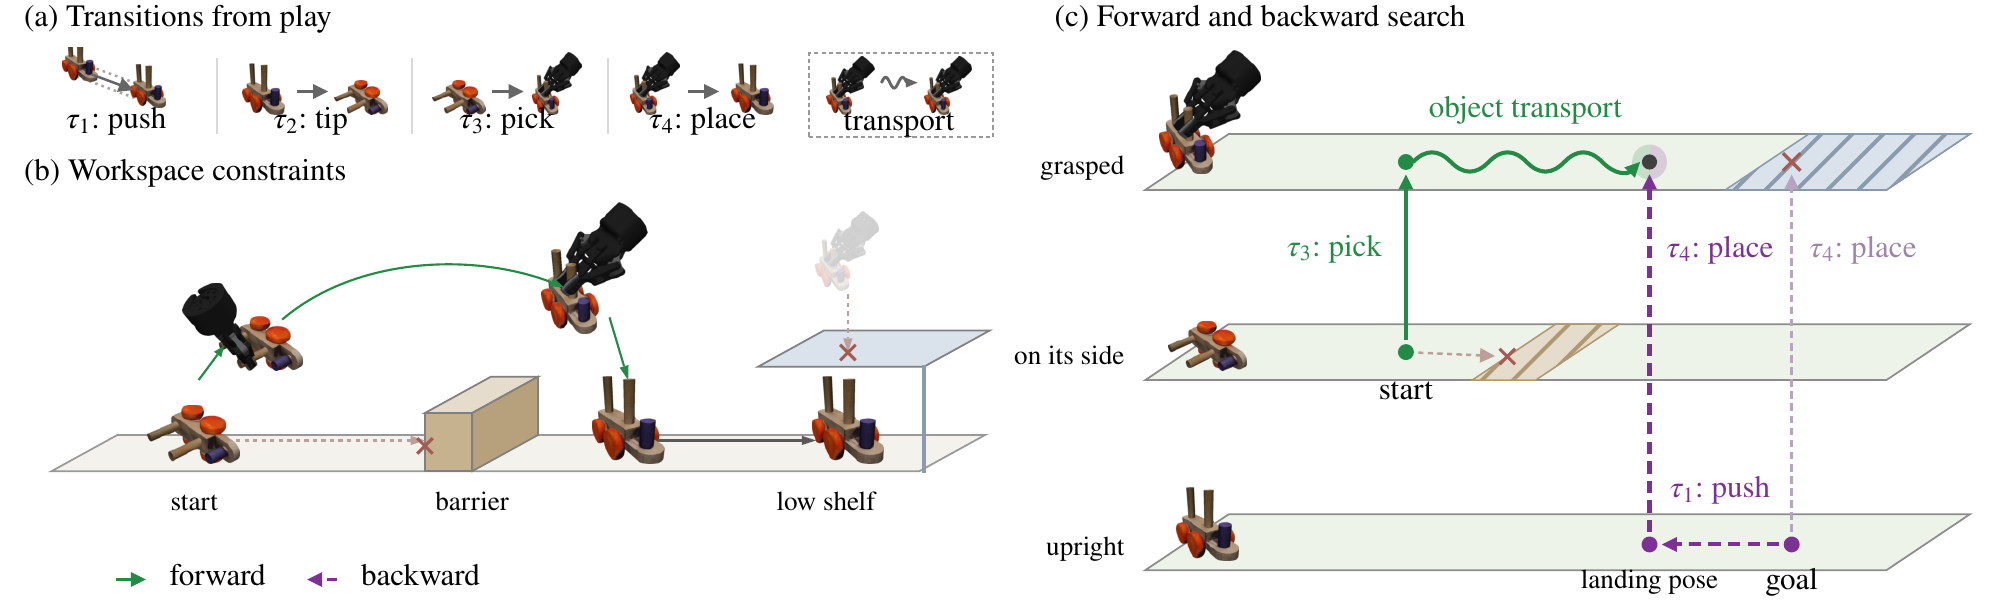 (a) Transitions from play
τ1: push
τ2: tip
τ3: pick
τ4: place
transport
(b) Workspace constraints
start
barrier
low shelf
forward
backward
(c) Forward and backward search
object transport
grasped
τ3: pick
τ4: place
τ4: place
on its side
start
τ1: push
upright
landing pose
goal